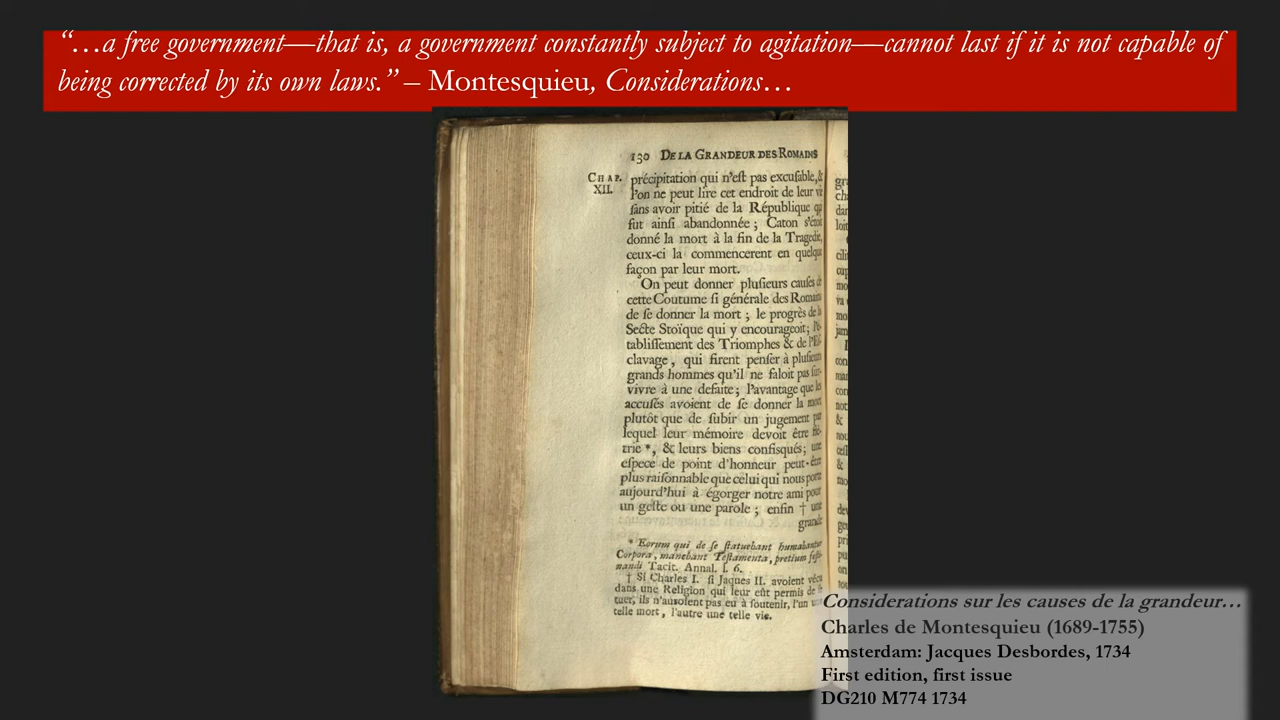 “…a free government—that is, a government constantly subject to agitation—cannot last if it is not capable of
being corrected by its own laws.” – Montesquieu, Considerations…
130 DE LA GRANDEUR DES ROMAINS
CHAP.
XII.
précipitation qui n'eſt pas excuſable, &
l'on ne peut lire cet endroit de leur
ſans avoir pitié de la République
fut ainſi abandonnée ; Caton s'étoit
donné la mort à la fin de la Tragedie,
ceux-ci la commencerent en quelque
façon par leur mort.
On peut donner pluſieurs cauſes de
cette Coutume ſi générale des Romains
de ſe donner la mort ; le progrès de la
Secte Stoïque qui y encourageoit ;
tabliſſement des Triomphes & de l'Eſ-
clavage, qui firent penſer à pluſieurs
grands hommes qu'il ne faloit pas ſur-
vivre à une defaite ; l'avantage que les
accuſés avoient de ſe donner la mort
plutôt que de ſubir un jugement par
lequel leur mémoire devoit être flé-
trie *, & leurs biens confiſqués ; une
eſpece de point d'honneur peut-être
plus raiſonnable que celui qui nous porte
aujourd'hui à égorger notre ami pour
un geſte ou une parole ; enfin † une
grande
* Eorum qui de ſe ſtatuebant humabantur
Corpora, manebant Teſtamenta, pretium feſti-
nandi Tacit. Annal. l. 6.
† Si Charles I. ſi Jaques II. avoient vécu
dans une Religion qui leur eût permis de ſe
tuer, ils n'auroient pas eu à ſoutenir, l'un une
telle mort, l'autre une telle vie.
Considerations sur les causes de la grandeur…
Charles de Montesquieu (1689-1755)
Amsterdam: Jacques Desbordes, 1734
First edition, first issue
DG210 M774 1734